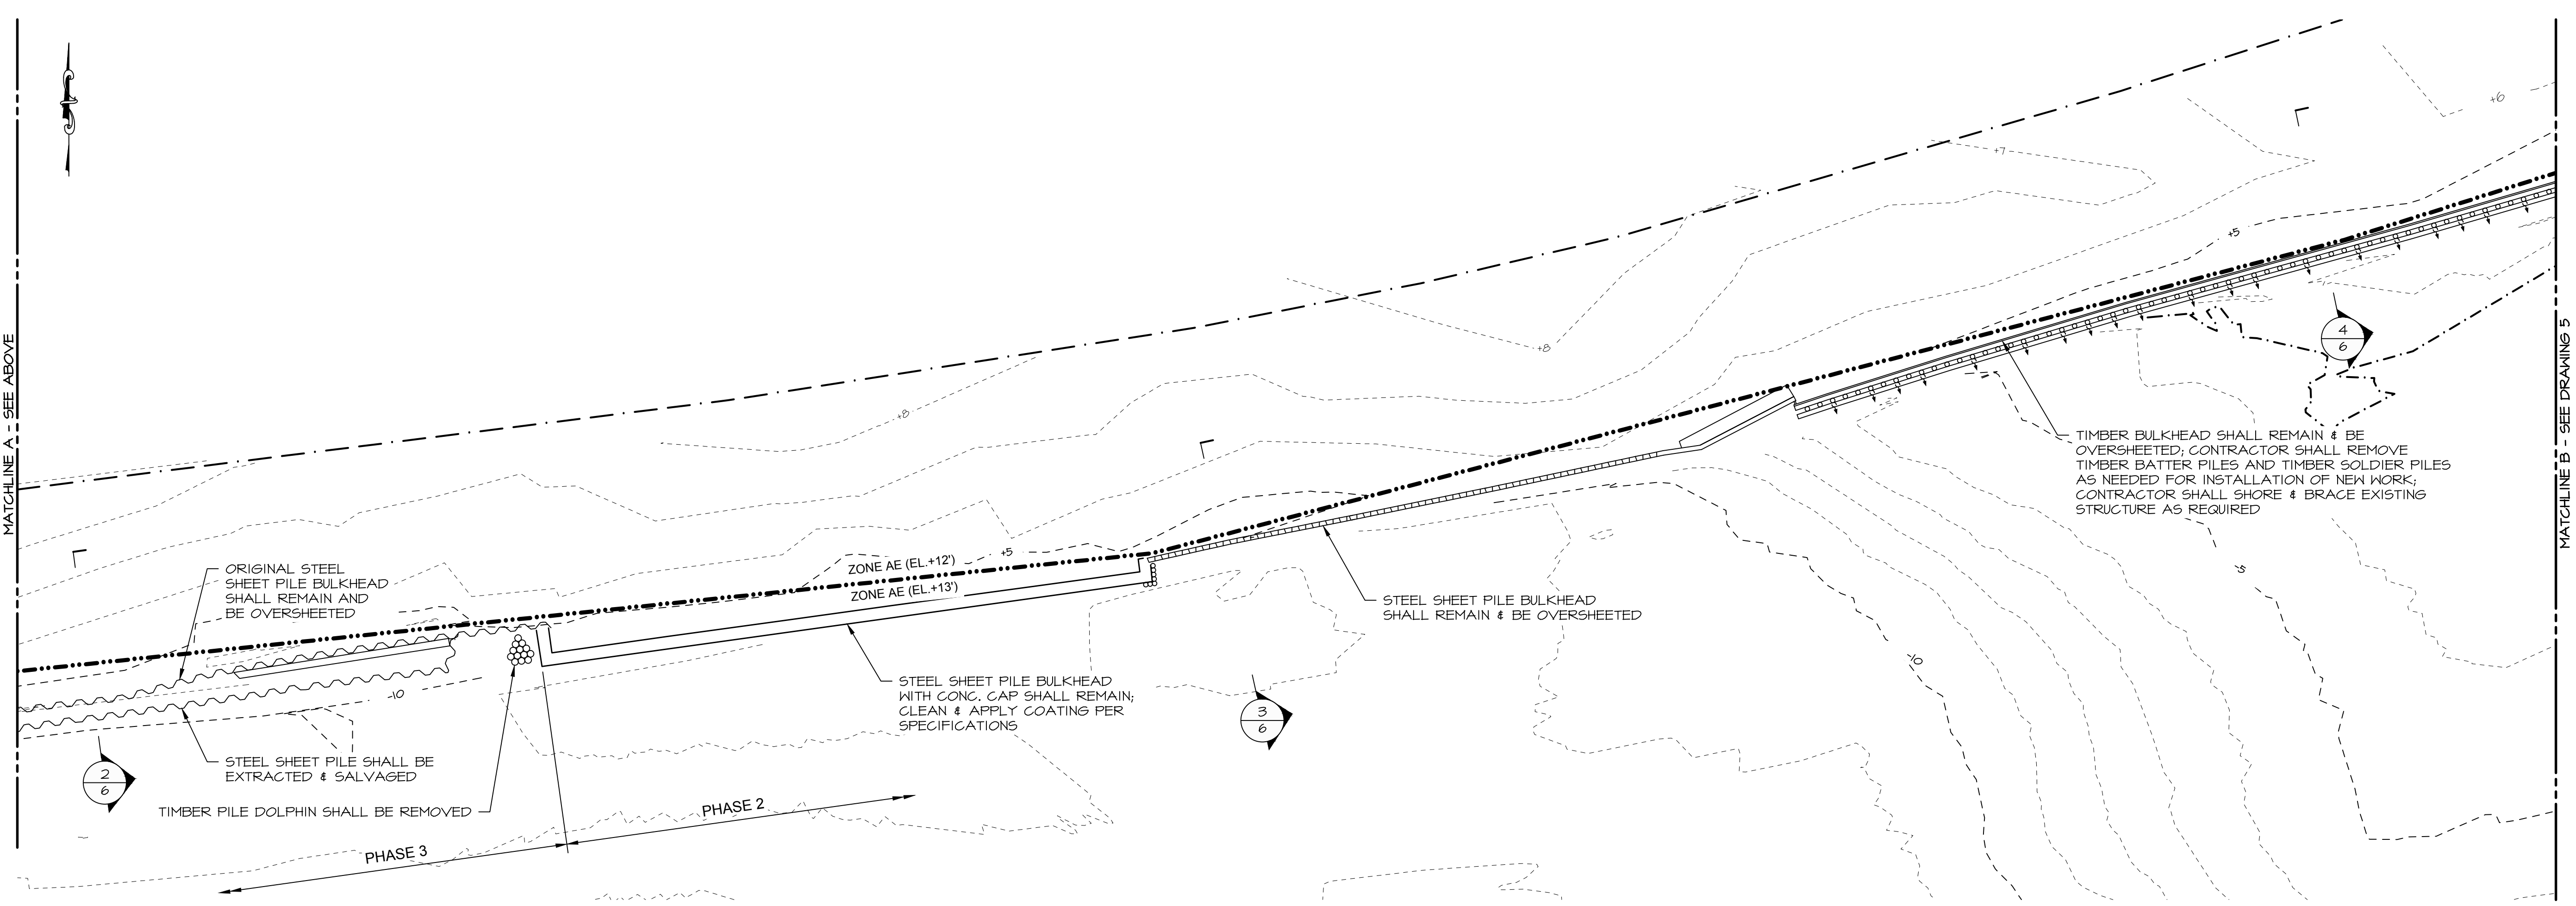 MATCHLINE A - SEE ABOVE
+6
+7
+5
+8
4
6
+8
MATCHLINE B - SEE DRAWING 5
TIMBER BULKHEAD SHALL REMAIN & BE
OVERSHEETED; CONTRACTOR SHALL REMOVE
TIMBER BATTER PILES AND TIMBER SOLDIER PILES
AS NEEDED FOR INSTALLATION OF NEW WORK;
CONTRACTOR SHALL SHORE & BRACE EXISTING
STRUCTURE AS REQUIRED
+5
ZONE AE (EL.+12')
ZONE AE (EL.+13')
ORIGINAL STEEL
SHEET PILE BULKHEAD
SHALL REMAIN AND
BE OVERSHEETED
-5
STEEL SHEET PILE BULKHEAD
SHALL REMAIN & BE OVERSHEETED
-10
-10
STEEL SHEET PILE BULKHEAD
WITH CONC. CAP SHALL REMAIN;
CLEAN & APPLY COATING PER
SPECIFICATIONS
3
6
STEEL SHEET PILE SHALL BE
EXTRACTED & SALVAGED
2
6
TIMBER PILE DOLPHIN SHALL BE REMOVED
PHASE 2
PHASE 3